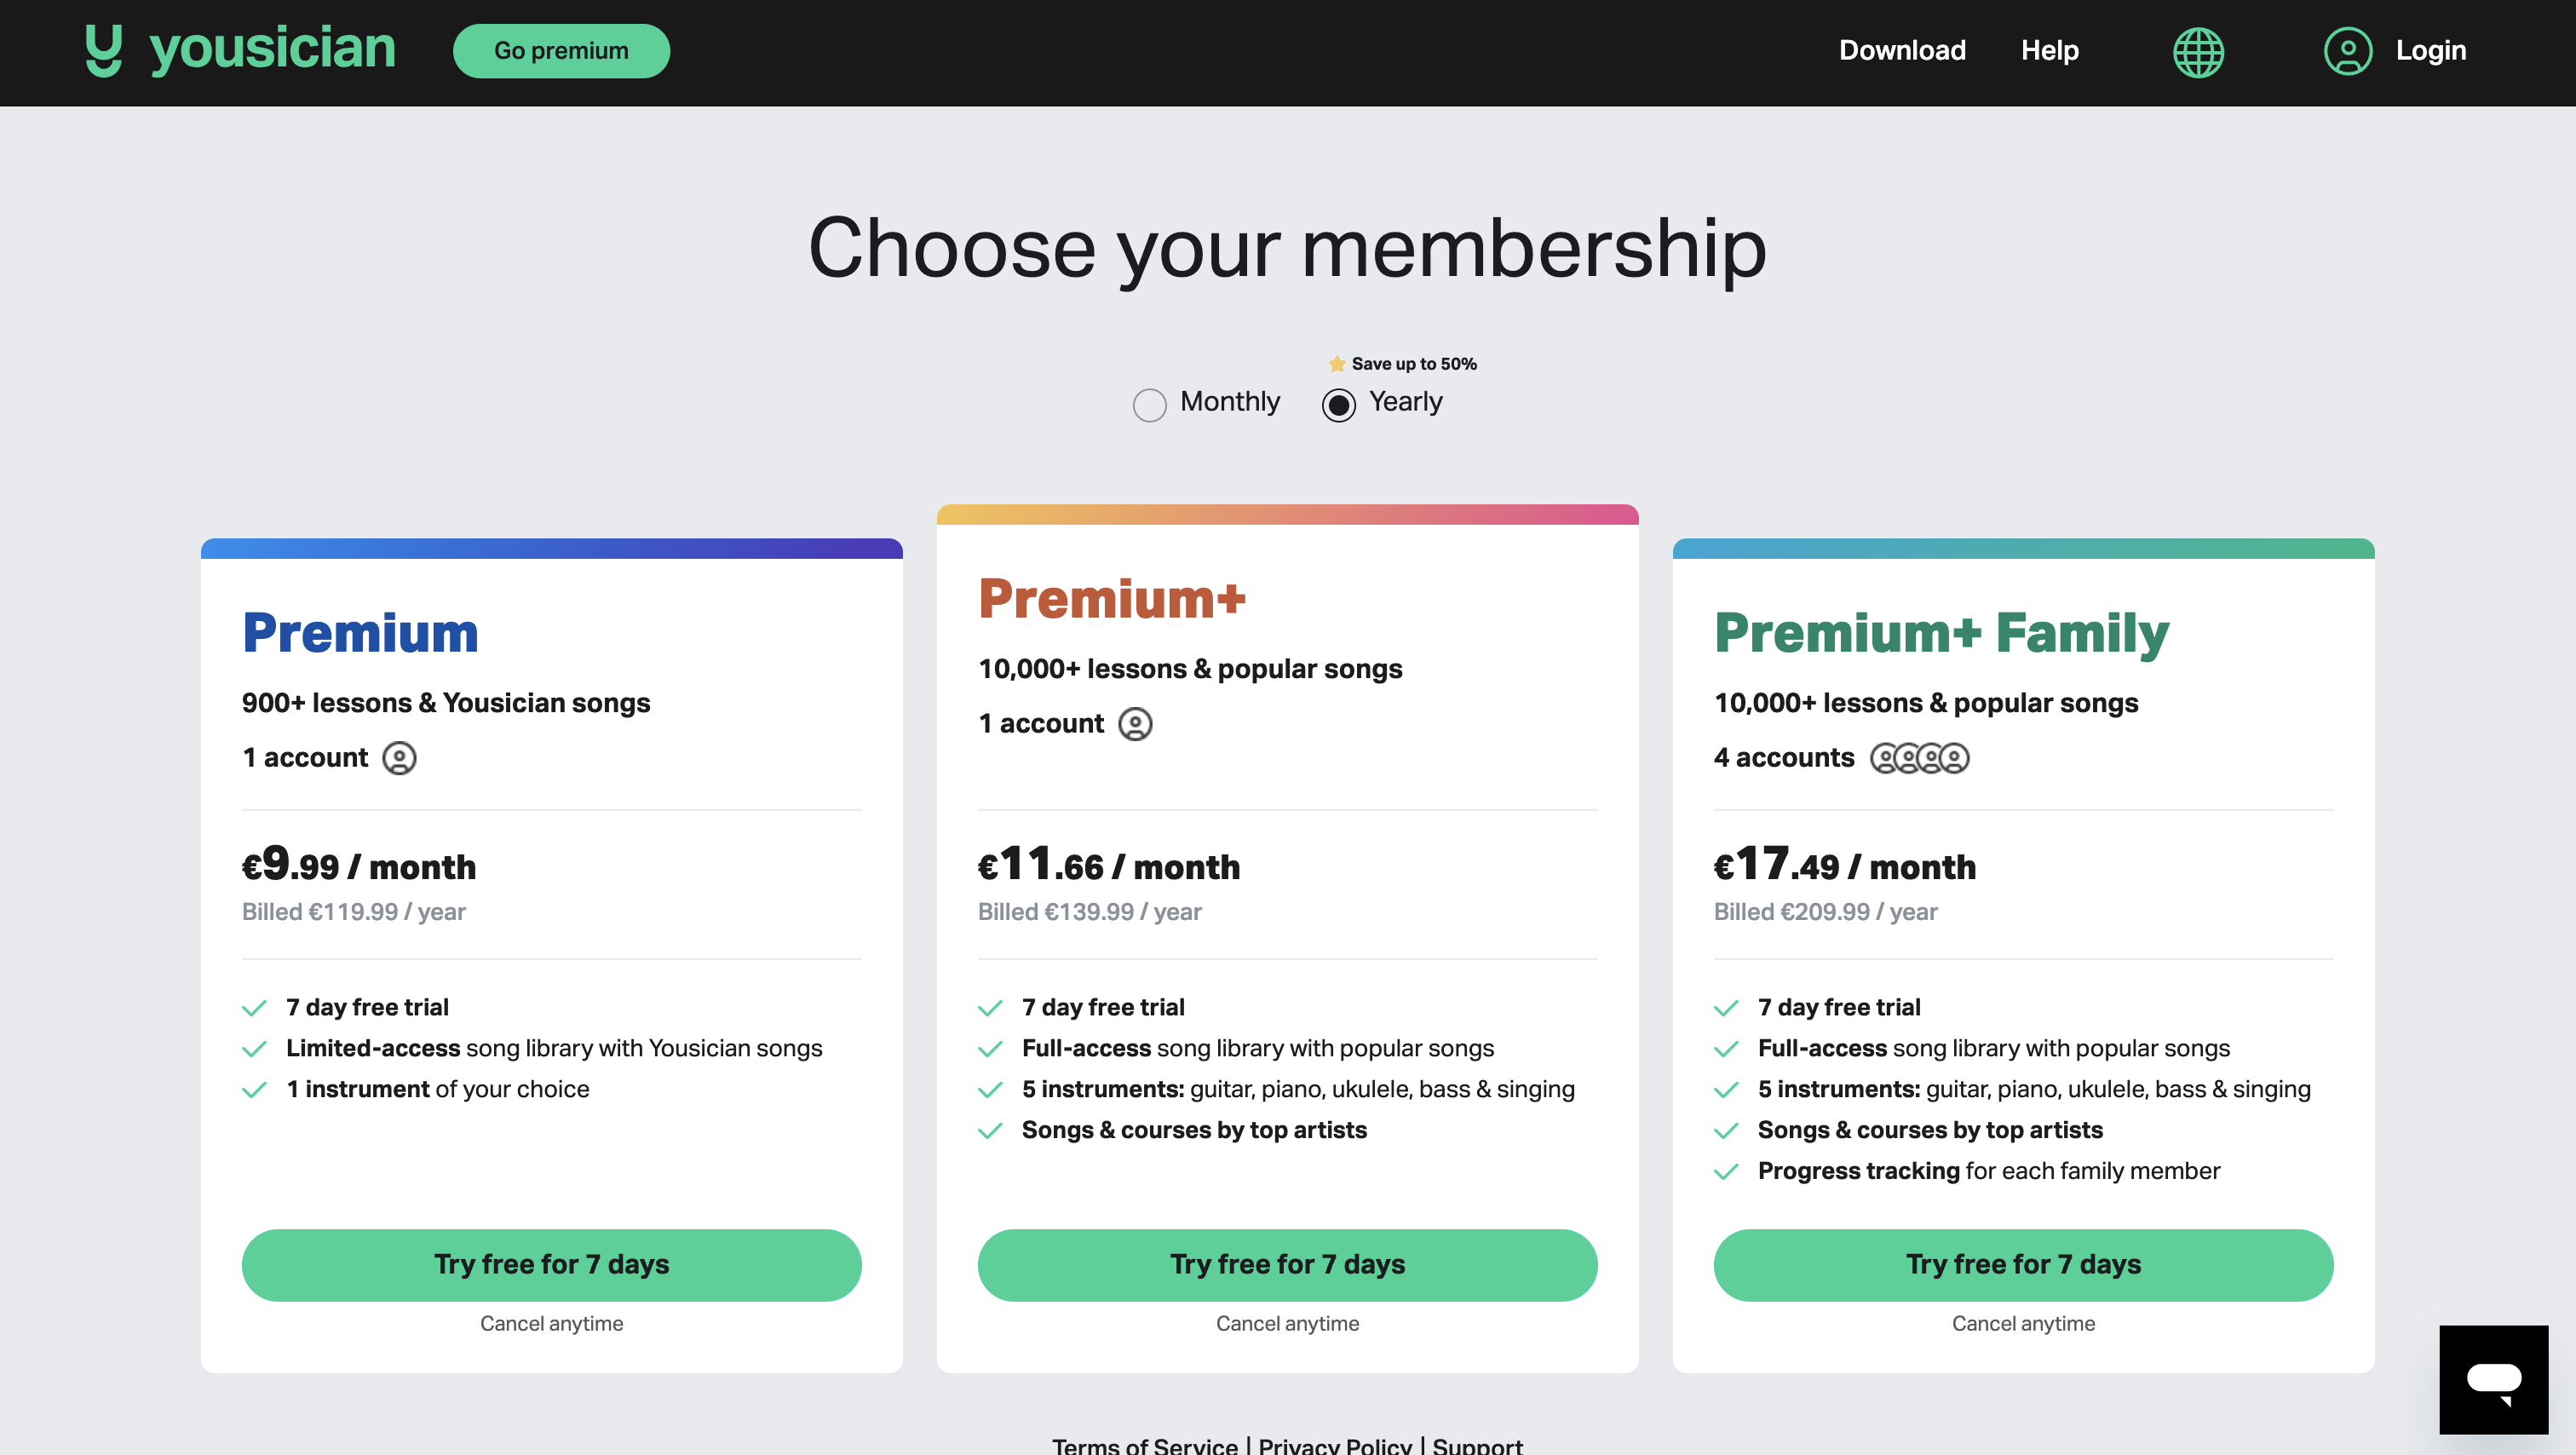 yousician
Go premium
Download
Help
Login
Choose your membership
Save up to 50%
Monthly
Yearly
Premium
900+ lessons & Yousician songs
1 account
€9.99 / month
Billed €119.99 / year
7 day free trial
Limited-access song library with Yousician songs
1 instrument of your choice
Try free for 7 days
Cancel anytime
Premium+
10,000+ lessons & popular songs
1 account
€11.66 / month
Billed €139.99 / year
7 day free trial
Full-access song library with popular songs
5 instruments: guitar, piano, ukulele, bass & singing
Songs & courses by top artists
Try free for 7 days
Cancel anytime
Premium+ Family
10,000+ lessons & popular songs
4 accounts
€17.49 / month
Billed €209.99 / year
7 day free trial
Full-access song library with popular songs
5 instruments: guitar, piano, ukulele, bass & singing
Songs & courses by top artists
Progress tracking for each family member
Try free for 7 days
Cancel anytime
Terms of Service | Privacy Policy | Support